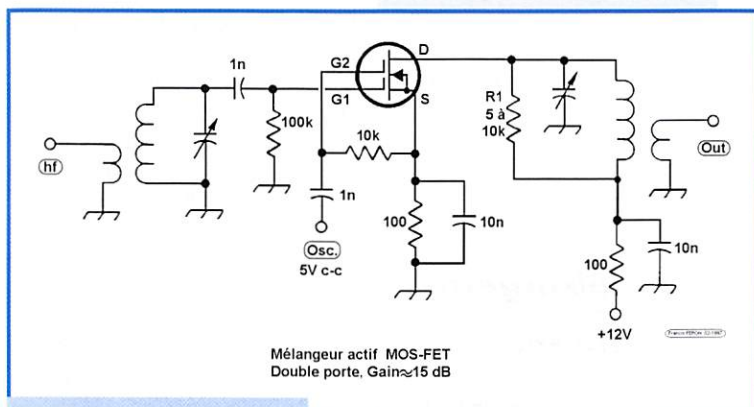 1n
G2
D
G1
S
100k
10k
R1
5 à
10k
hf
Out
1n
100
10n
Osc.
5V c-c
100
10n
+12V
Mélangeur actif MOS-FET
Double porte, Gain≈15 dB